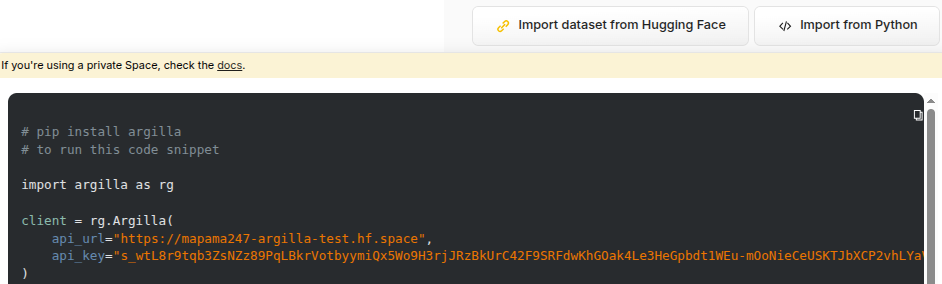 Import dataset from Hugging Face
Import from Python
If you're using a private Space, check the docs.
# pip install argilla
# to run this code snippet
import argilla as rg
client = rg.Argilla(
api_url="https://mapama247-argilla-test.hf.space",
api_key="s_wtL8r9tqb3ZsNZz89PqLBkrVotbyymiQx5Wo9H3rjJRzBkUrC42F9SRFdwKhGOak4Le3HeGpbdt1WEu-mOoNieCeUSKTJbXCP2vhLYa
)